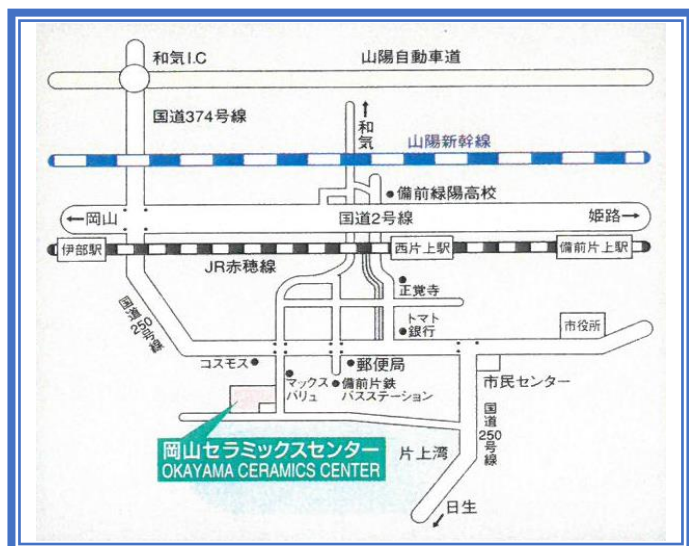 和気I.C
山陽自動車道
国道374号線
和気
山陽新幹線
備前緑陽高校
←岡山
国道2号線
姫路→
伊部駅
西片上駅
備前片上駅
JR赤穂線
正覚寺
国道250号線
トマト
銀行
市役所
コスモス
郵便局
マックス
バリュ
備前片鉄
バスステーション
市民センター
国道250号線
岡山セラミックスセンター
OKAYAMA CERAMICS CENTER
片上湾
日生